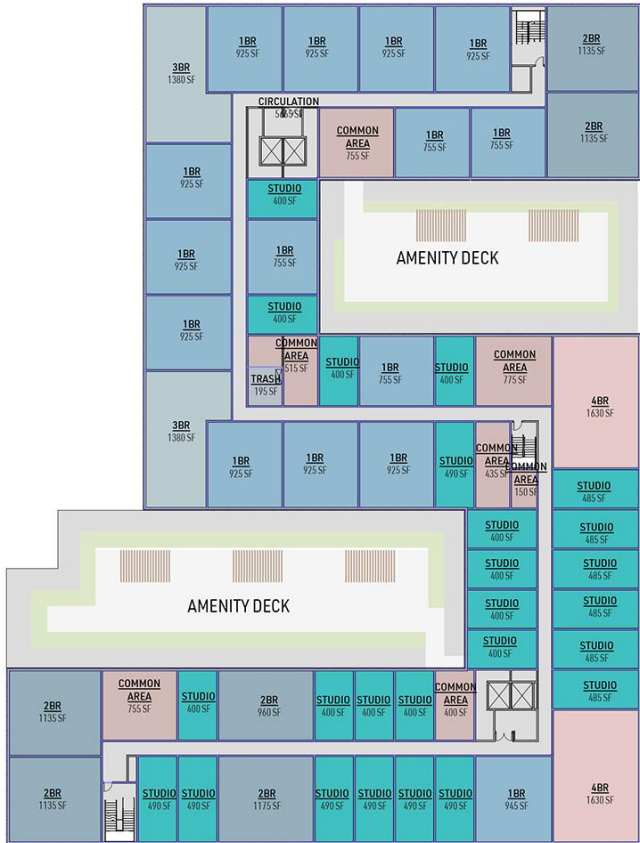 1BR
925 SF
1BR
925 SF
1BR
925 SF
1BR
925 SF
2BR
1135 SF
3BR
1380 SF
CIRCULATION
COMMON
AREA
755 SF
1BR
755 SF
1BR
755 SF
2BR
1135 SF
1BR
925 SF
STUDIO
400 SF
1BR
925 SF
1BR
755 SF
AMENITY DECK
1BR
925 SF
STUDIO
400 SF
COMMON
AREA
515 SF
TRASH
195 SF
STUDIO
400 SF
1BR
755 SF
STUDIO
400 SF
COMMON
AREA
775 SF
4BR
1630 SF
3BR
1380 SF
1BR
925 SF
1BR
925 SF
1BR
925 SF
STUDIO
490 SF
COMMON
AREA
435 SF
COMMON
AREA
150 SF
STUDIO
485 SF
STUDIO
400 SF
STUDIO
485 SF
STUDIO
400 SF
STUDIO
485 SF
STUDIO
400 SF
STUDIO
485 SF
STUDIO
400 SF
STUDIO
485 SF
AMENITY DECK
STUDIO
485 SF
2BR
1135 SF
COMMON
AREA
755 SF
STUDIO
400 SF
2BR
960 SF
STUDIO
400 SF
STUDIO
400 SF
STUDIO
400 SF
COMMON
AREA
400 SF
2BR
1135 SF
STUDIO
490 SF
STUDIO
490 SF
2BR
1175 SF
STUDIO
490 SF
STUDIO
490 SF
STUDIO
490 SF
STUDIO
490 SF
1BR
945 SF
4BR
1630 SF